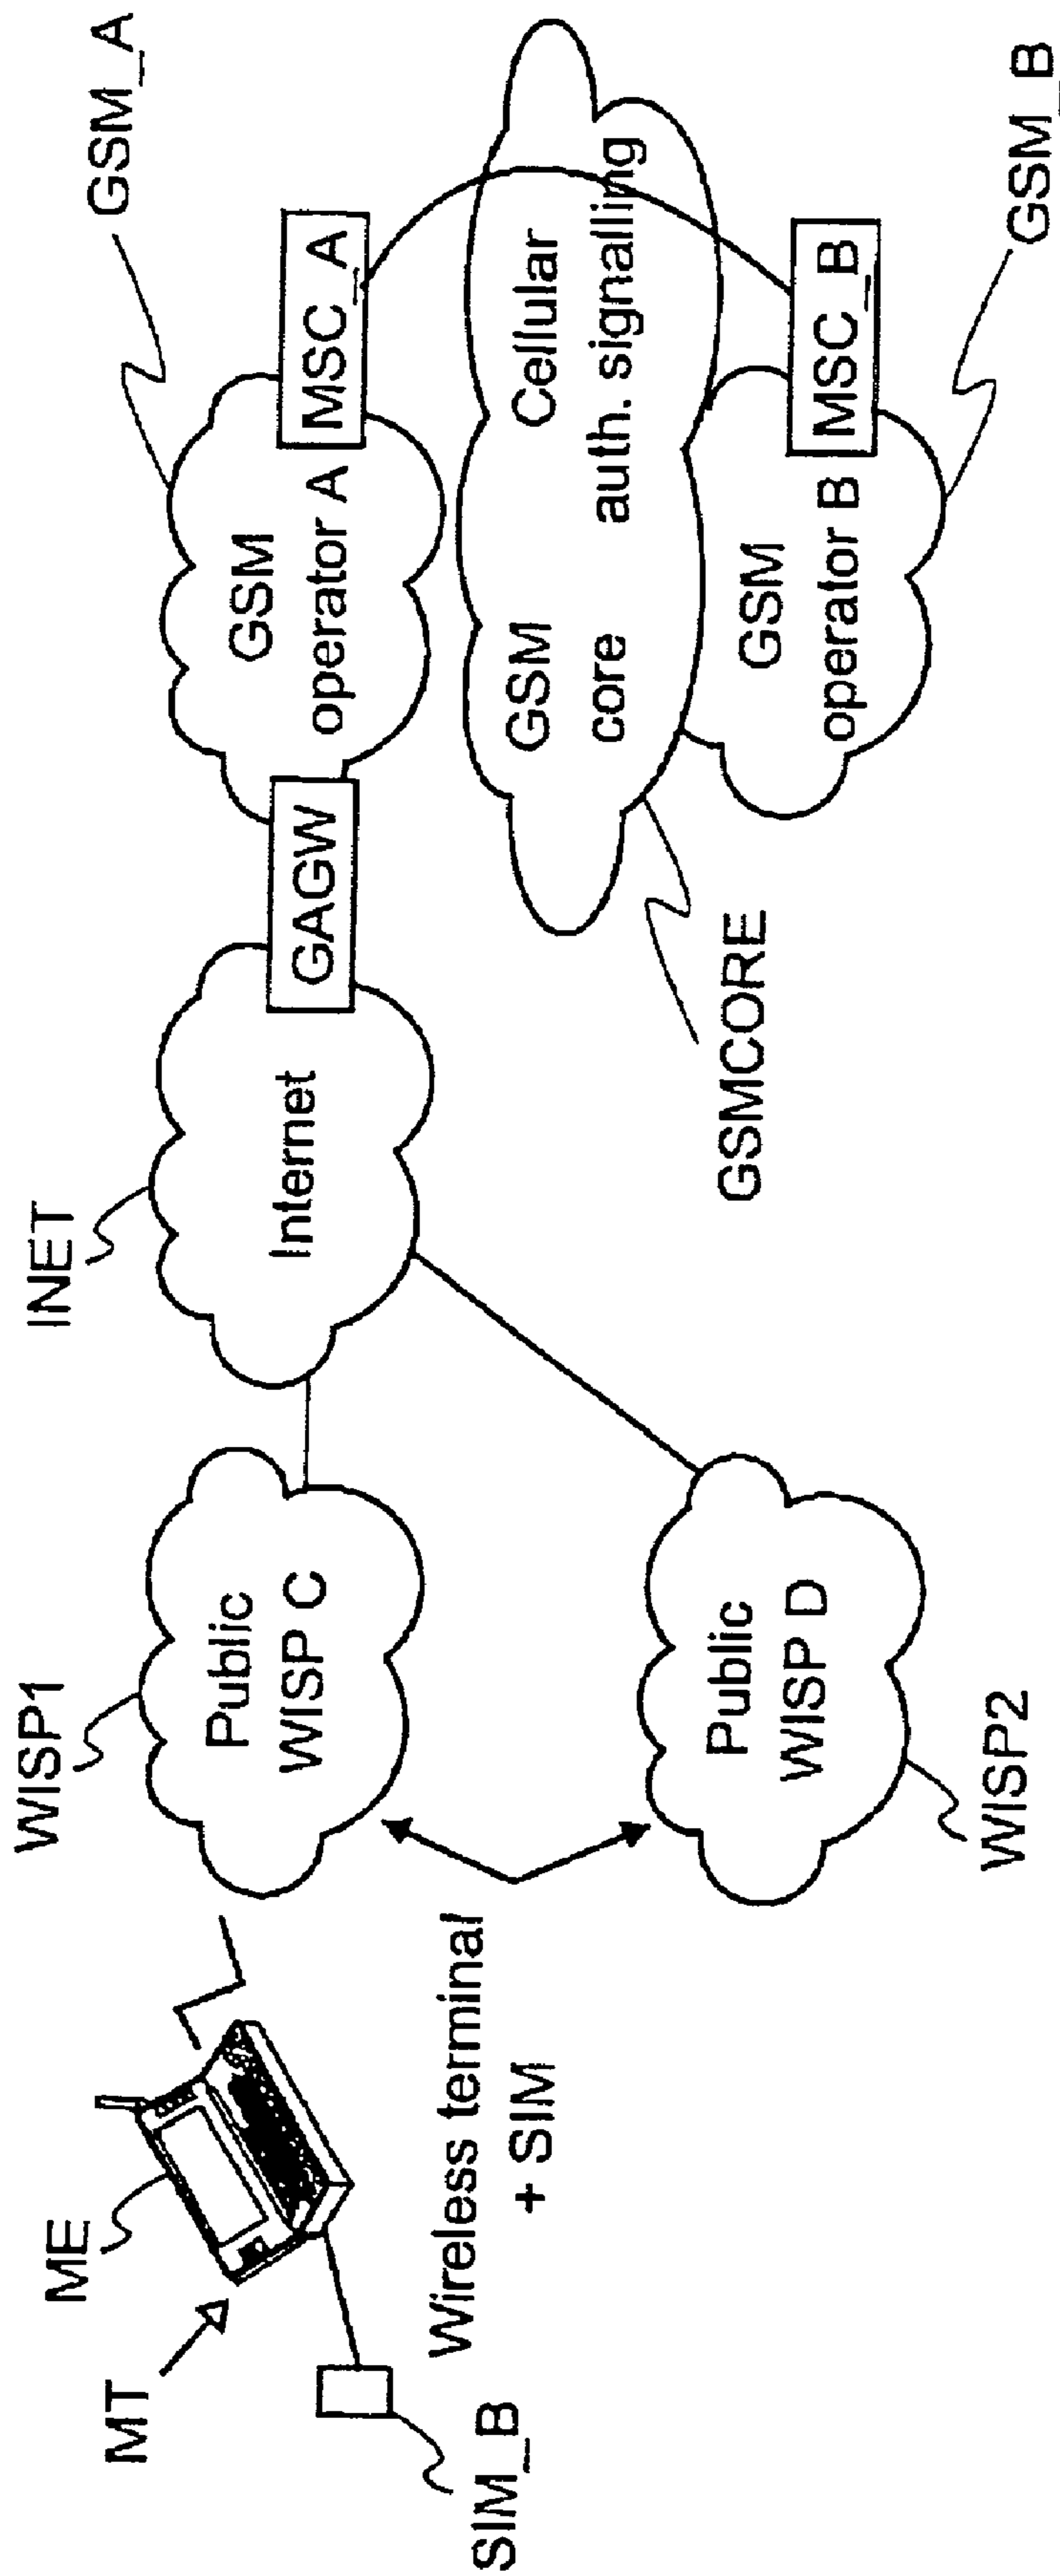 MT
ME
SIM_B
Wireless terminal
+ SIM
WISP1
Public
WISP C
Public
WISP D
WISP2
INET
Internet
GAGW
GSM_A
GSM
operator A
MSC_A
GSM Cellular
core auth. signalling
GSMCORE
GSM
operator B
MSC_B
GSM_B